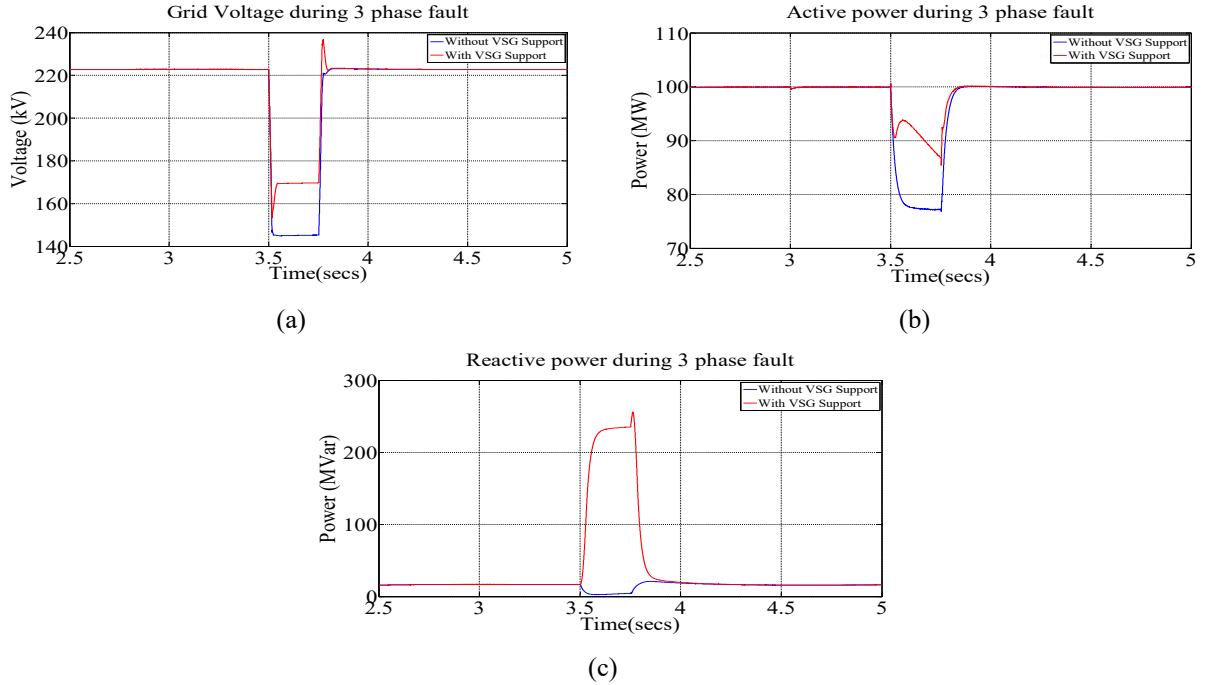 Grid Voltage during 3 phase fault
240
220
200
180
160
140
Voltage (kV)
Without VSG Support
With VSG Support
2.5 3 3.5 4 4.5 5
Time(secs)
(a)
Active power during 3 phase fault
110
100
90
80
70
Power (MW)
Without VSG Support
With VSG Support
2.5 3 3.5 4 4.5 5
Time(secs)
(b)
Reactive power during 3 phase fault
300
200
100
0
Power (MVar)
Without VSG Support
With VSG Support
2.5 3 3.5 4 4.5 5
Time(secs)
(c)